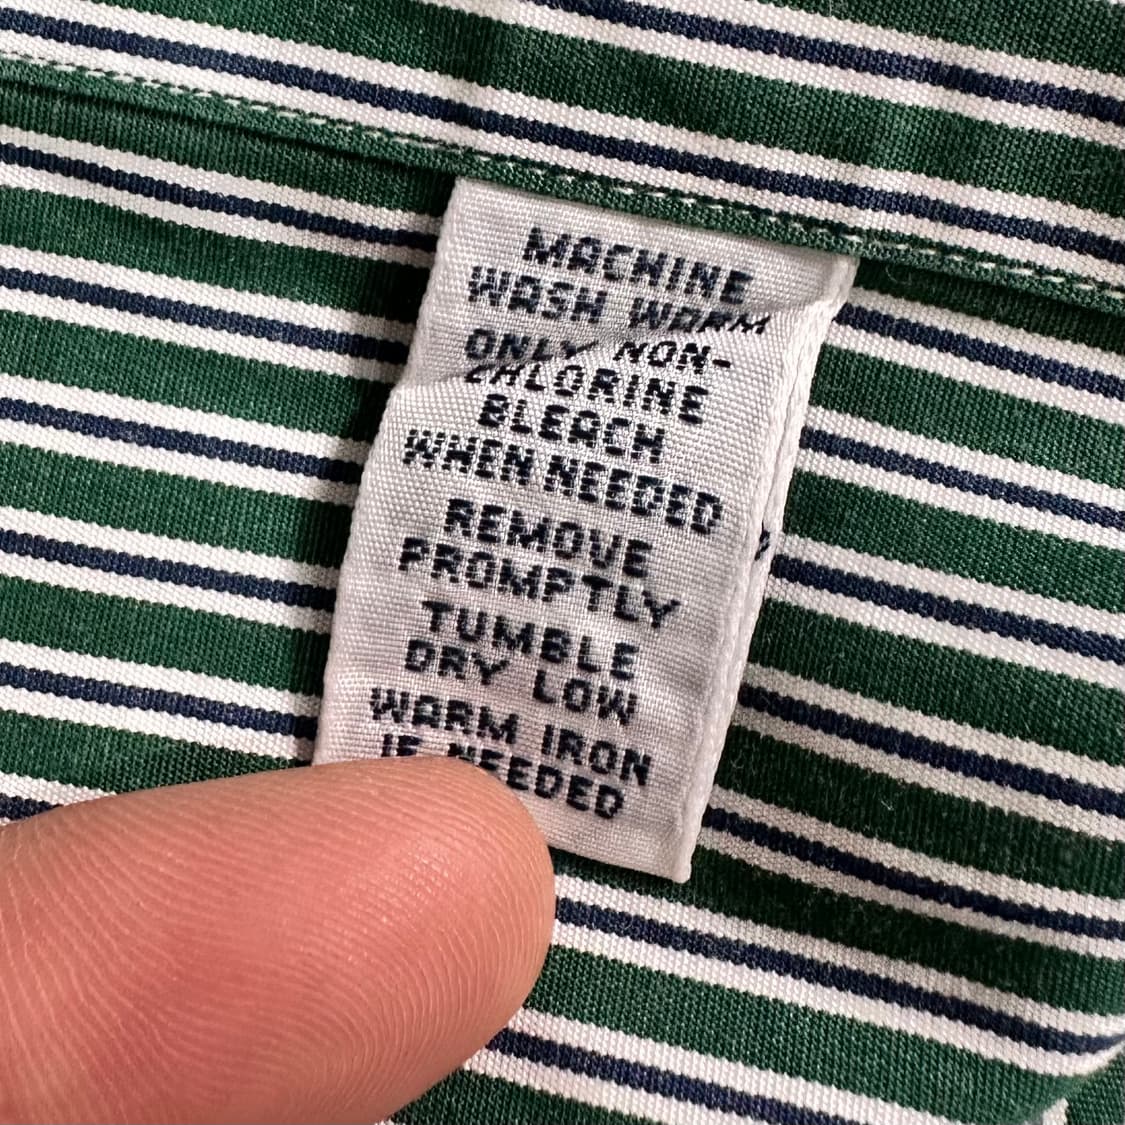 MACHINE
WASH WARM
ONLY NON-
CHLORINE
BLEACH
WHEN NEEDED
REMOVE
PROMPTLY
TUMBLE
DRY LOW
WARM IRON
IF NEEDED